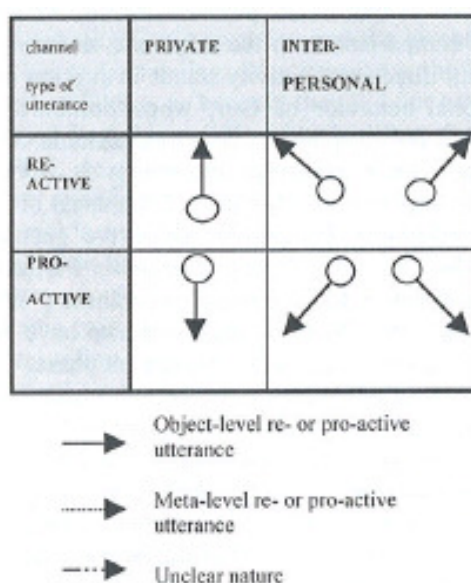 channel
type of
utterance
PRIVATE
INTER-
PERSONAL
RE-
ACTIVE
PRO-
ACTIVE
Object-level re- or pro-active
utterance
Meta-level re- or pro-active
utterance
Unclear nature